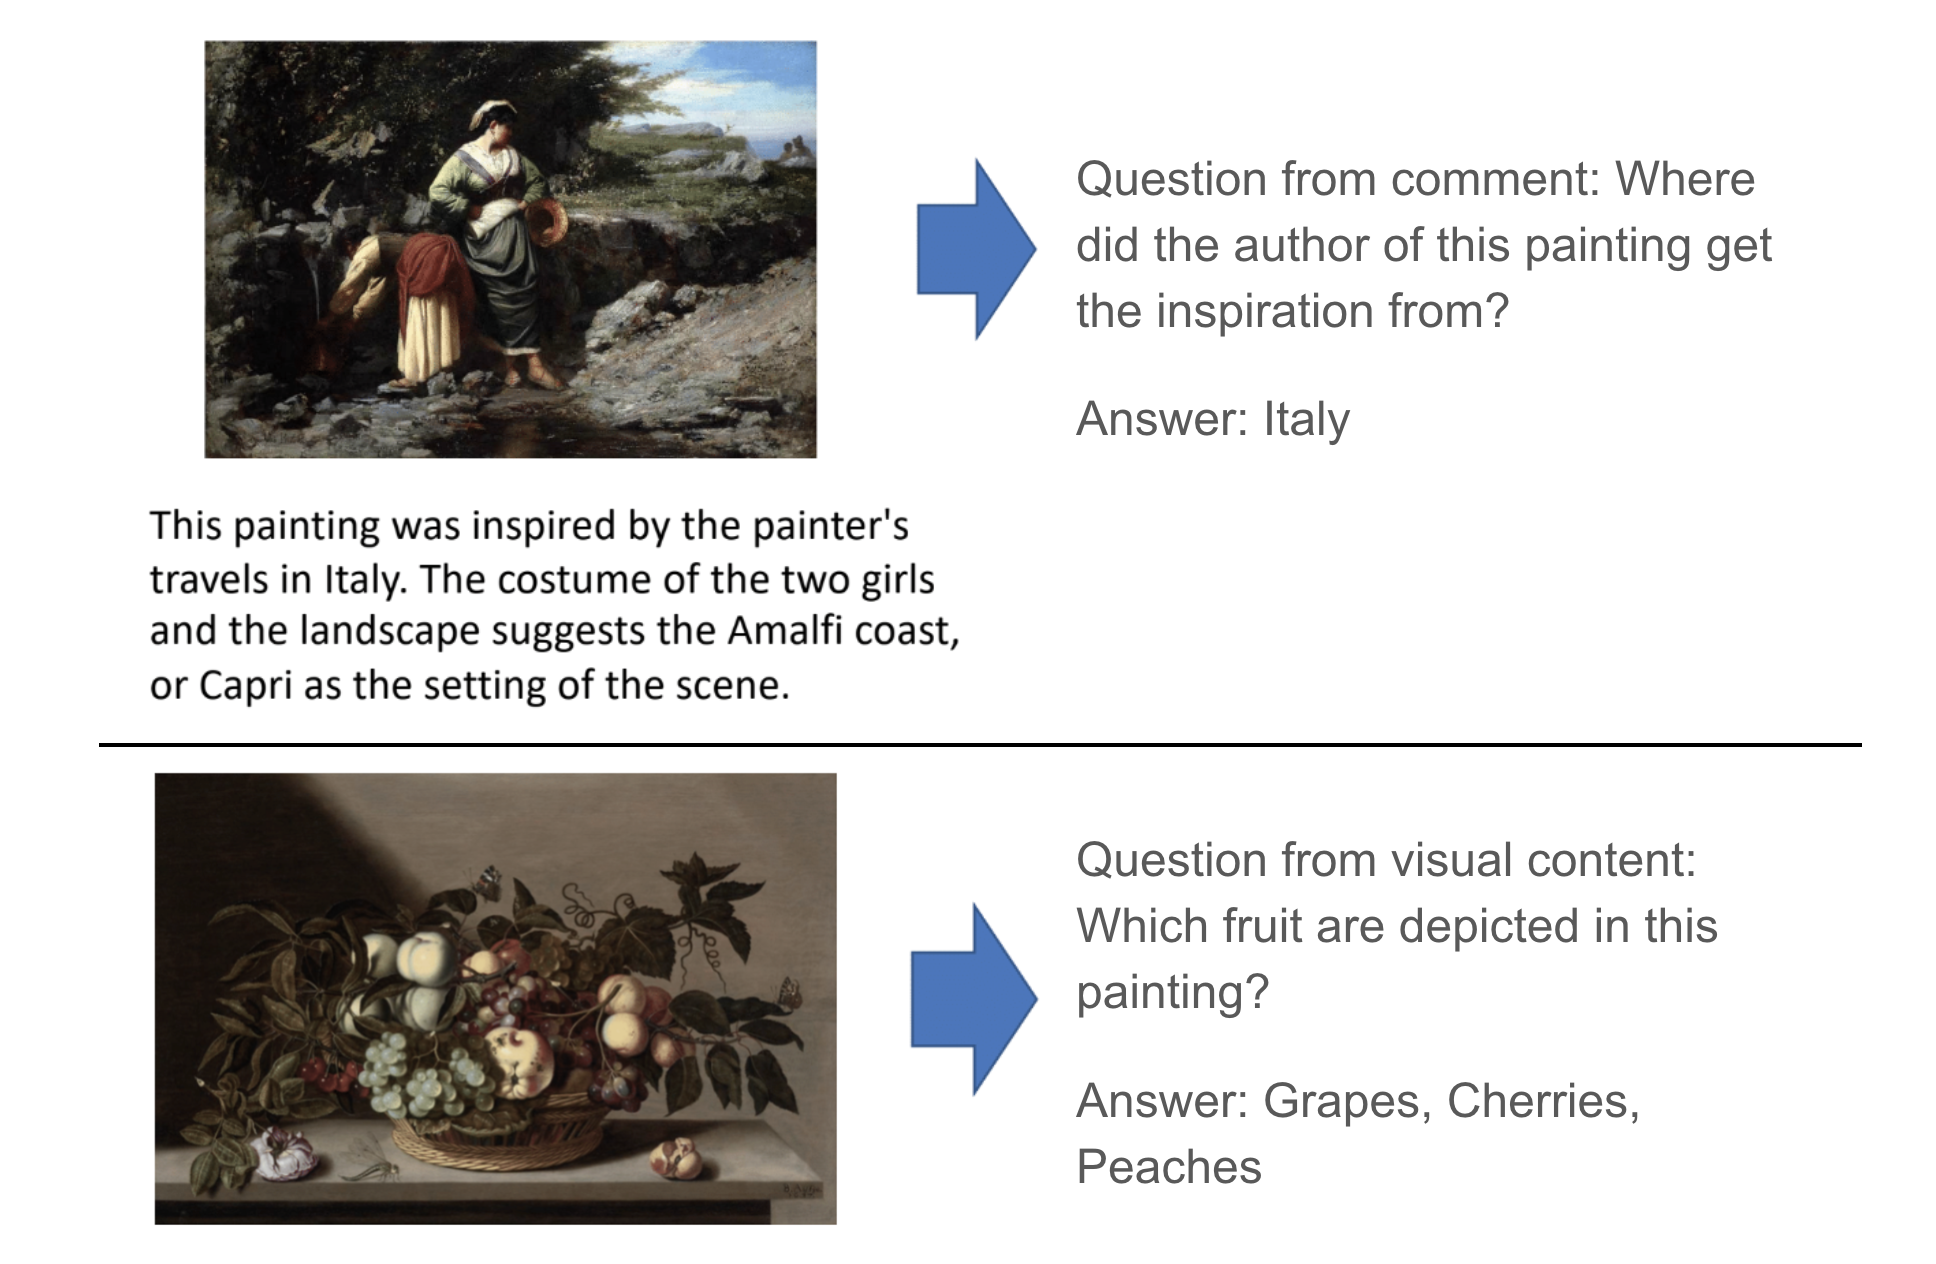 Question from comment: Where
did the author of this painting get
the inspiration from?
Answer: Italy
This painting was inspired by the painter's
travels in Italy. The costume of the two girls
and the landscape suggests the Amalfi coast,
or Capri as the setting of the scene.
Question from visual content:
Which fruit are depicted in this
painting?
Answer: Grapes, Cherries,
Peaches